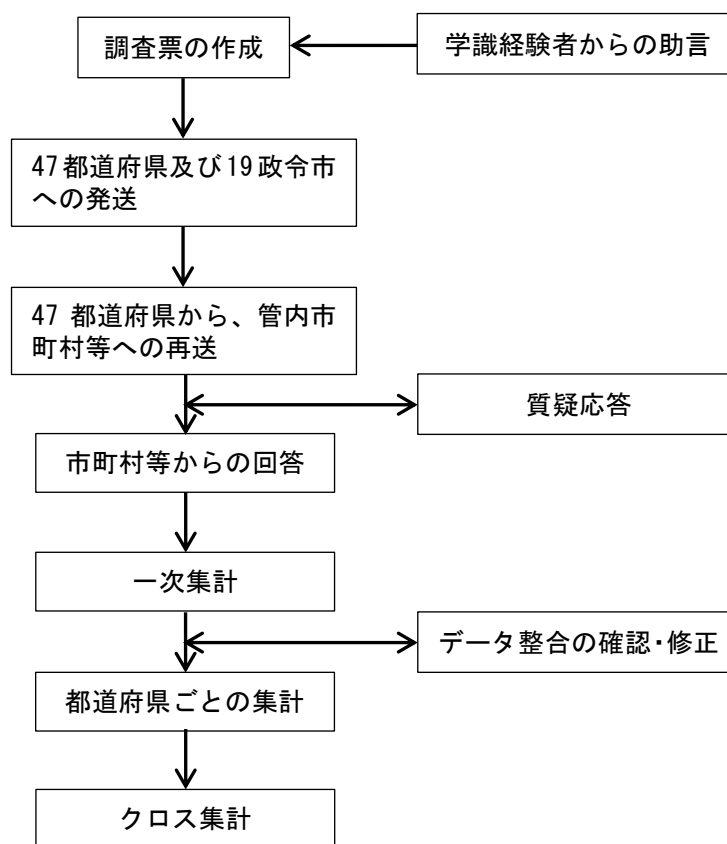 調査票の作成
学識経験者からの助言
47都道府県及び19政令市
への発送
47 都道府県から、管内市
町村等への再送
質疑応答
市町村等からの回答
一次集計
データ整合の確認・修正
都道府県ごとの集計
クロス集計